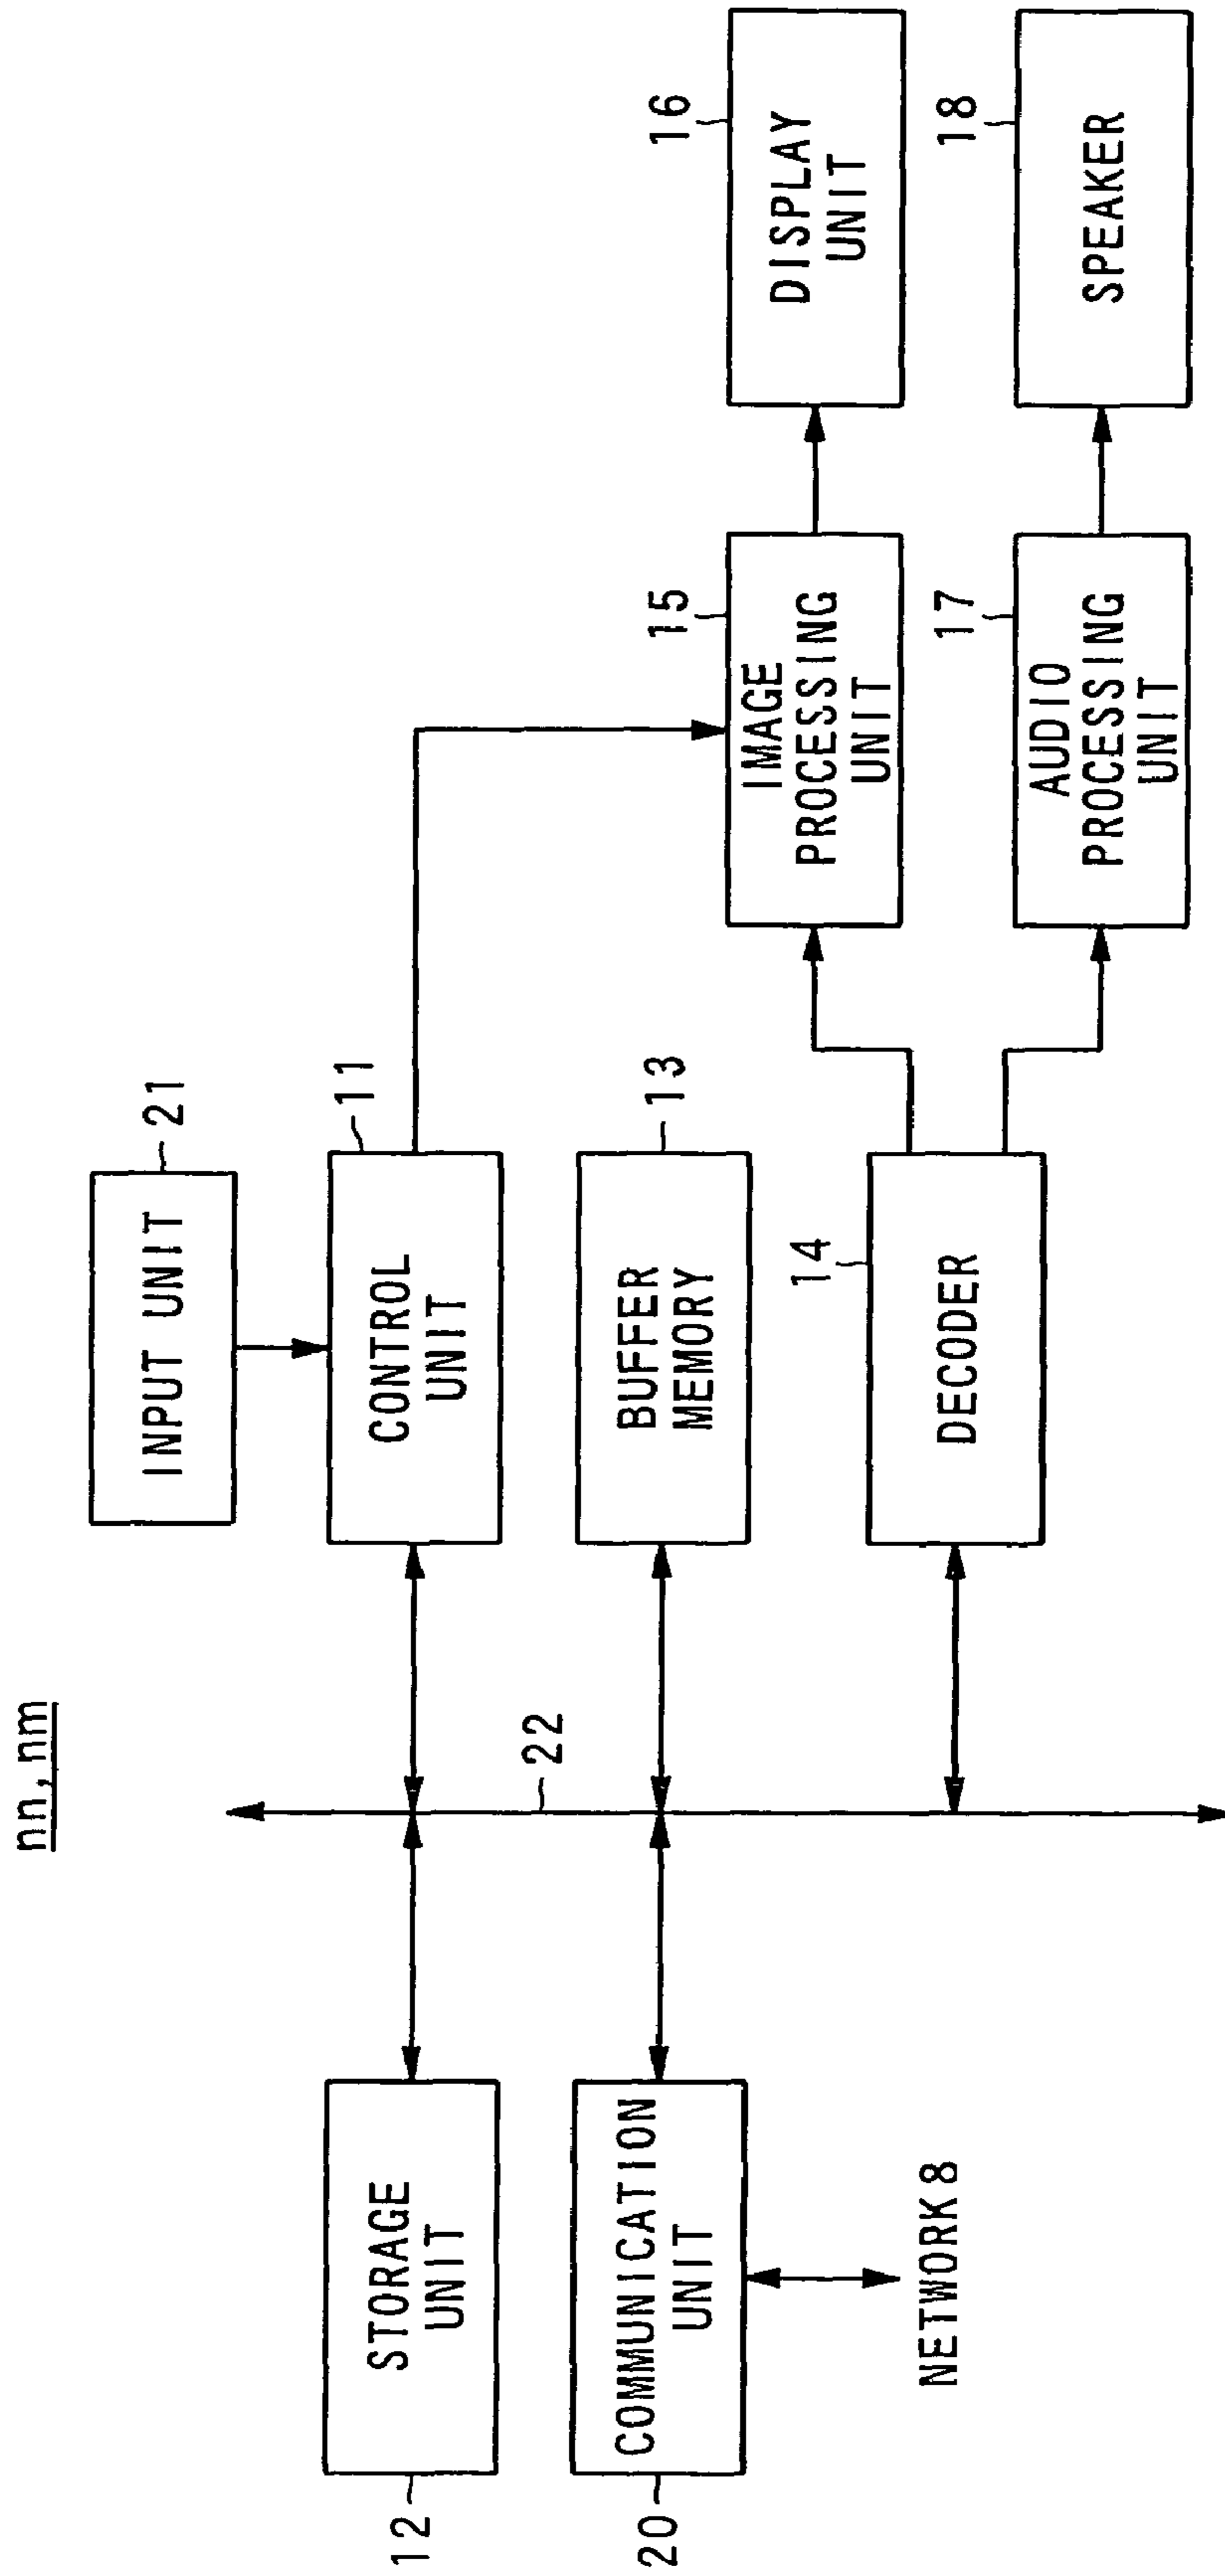 nn, nm
INPUT UNIT
21
12
STORAGE
UNIT
CONTROL
UNIT
11
22
20
COMMUNICATION
UNIT
BUFFER
MEMORY
13
IMAGE
PROCESSING
UNIT
15
DISPLAY
UNIT
16
NETWORK 8
DECODER
14
AUDIO
PROCESSING
UNIT
17
SPEAKER
18